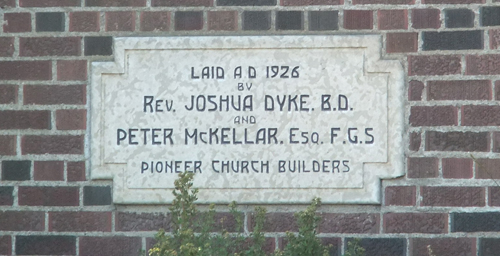 LAID A D 1926
BY
REV. JOSHUA DYKE. B.D.
AND
PETER McKELLAR. ESQ. F.G.S
PIONEER CHURCH BUILDERS